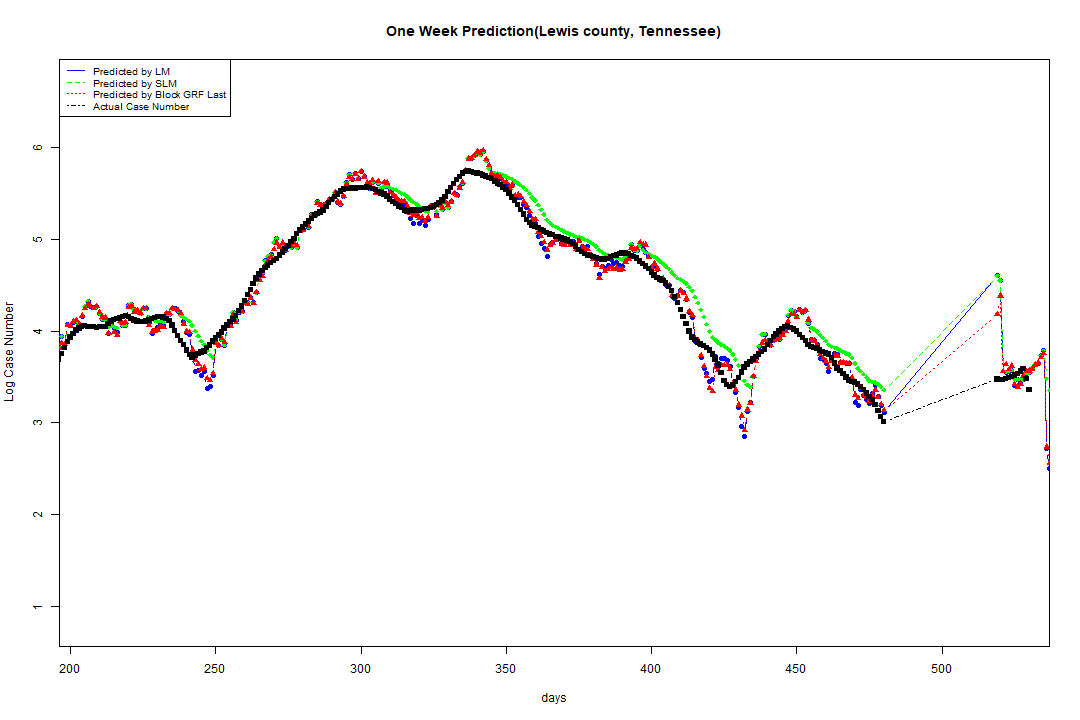 One Week Prediction(Lewis county, Tennessee)
Predicted by LM
Predicted by SLM
Predicted by Block GRF Last
Actual Case Number
Log Case Number
6
5
4
3
2
1
200 250 300 350 400 450 500
days